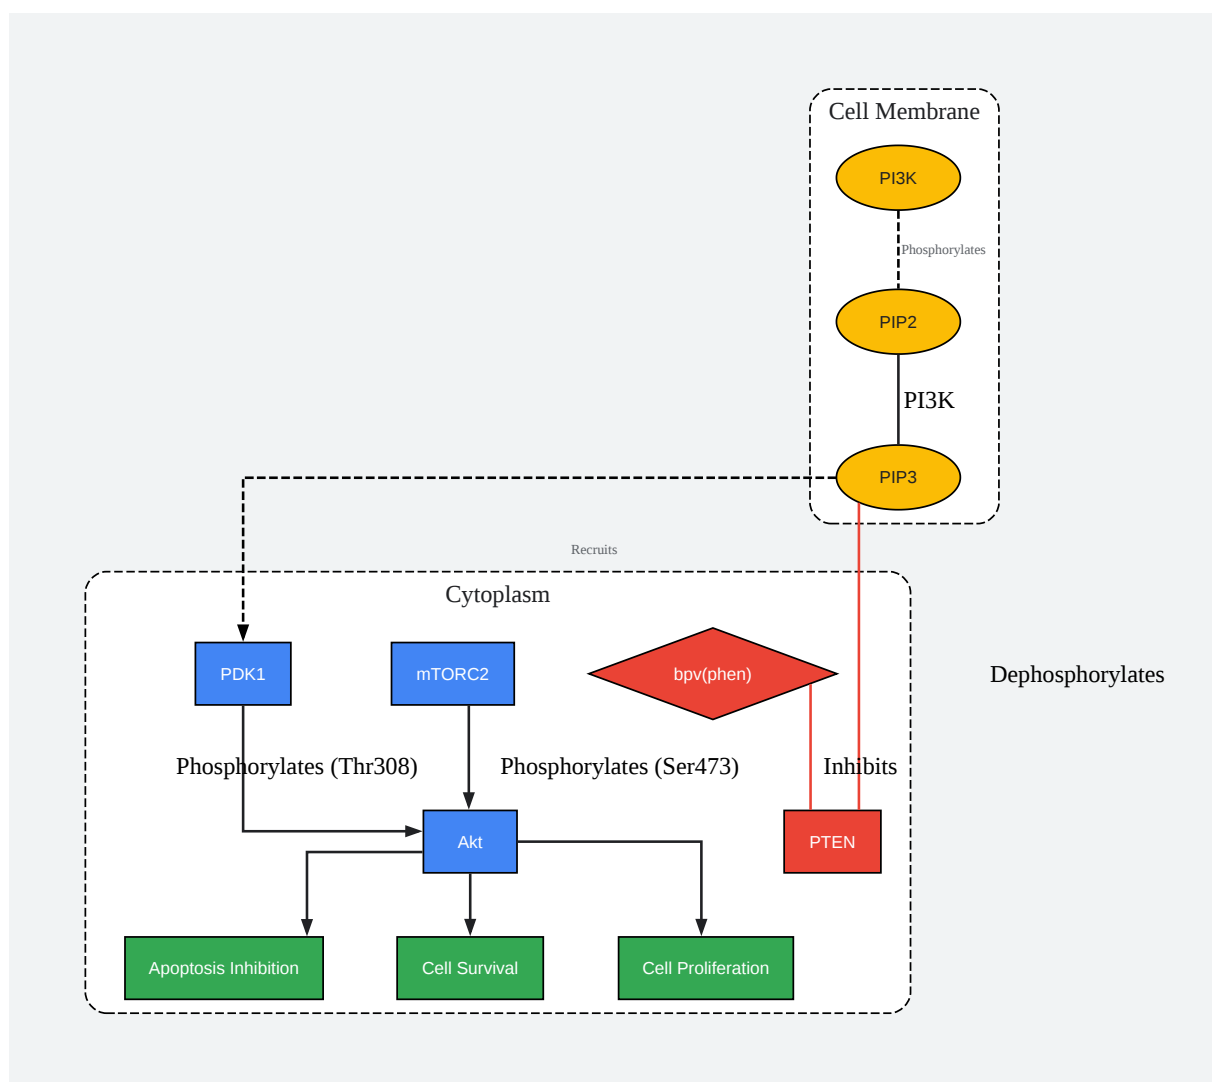 Cell Membrane
PI3K
Phosphorylates
PIP2
PI3K
PIP3
Recruits
Cytoplasm
PDK1
mTORC2
bpv(phen)
Dephosphorylates
Phosphorylates (Thr308)
Phosphorylates (Ser473)
Inhibits
Akt
PTEN
Apoptosis Inhibition
Cell Survival
Cell Proliferation